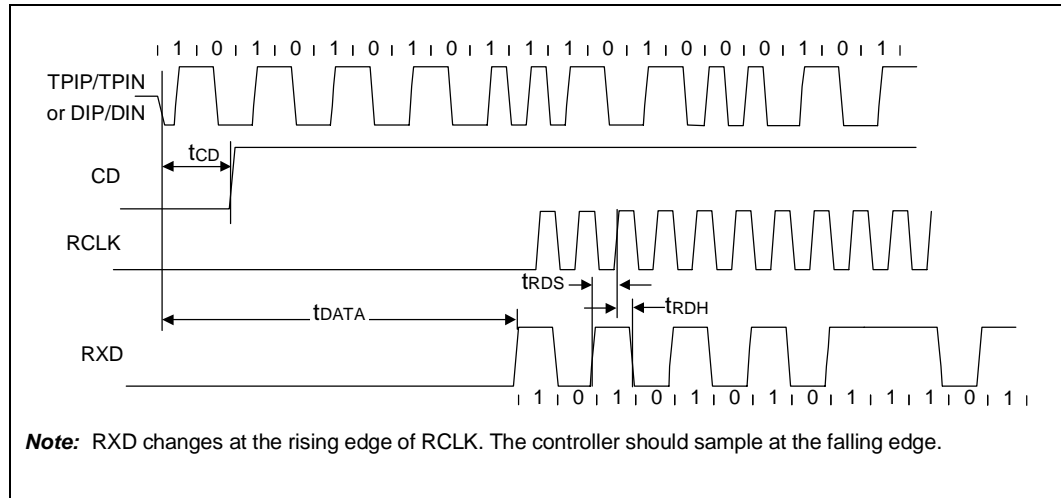 1 0 1 0 1 0 1 0 1 1 1 0 1 0 0 0 1 0 1
TPIP/TPIN
or DIP/DIN
tCD
CD
RCLK
tRDS
tRDH
tDATA
RXD
1 0 1 0 1 0 1 0 1 1 1 0 1
Note: RXD changes at the rising edge of RCLK. The controller should sample at the falling edge.